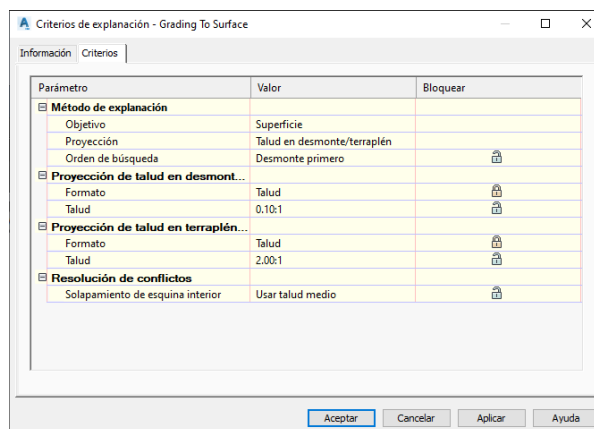 Criterios de explanación - Grading To Surface
Información Criterios
Parámetro Valor Bloquear
Método de explanación
Objetivo Superficie
Proyección Talud en desmonte/terraplén
Orden de búsqueda Desmonte primero
Proyección de talud en desmont...
Formato Talud
Talud 0.10:1
Proyección de talud en terraplén...
Formato Talud
Talud 2.00:1
Resolución de conflictos
Solapamiento de esquina interior Usar talud medio
Aceptar Cancelar Aplicar Ayuda